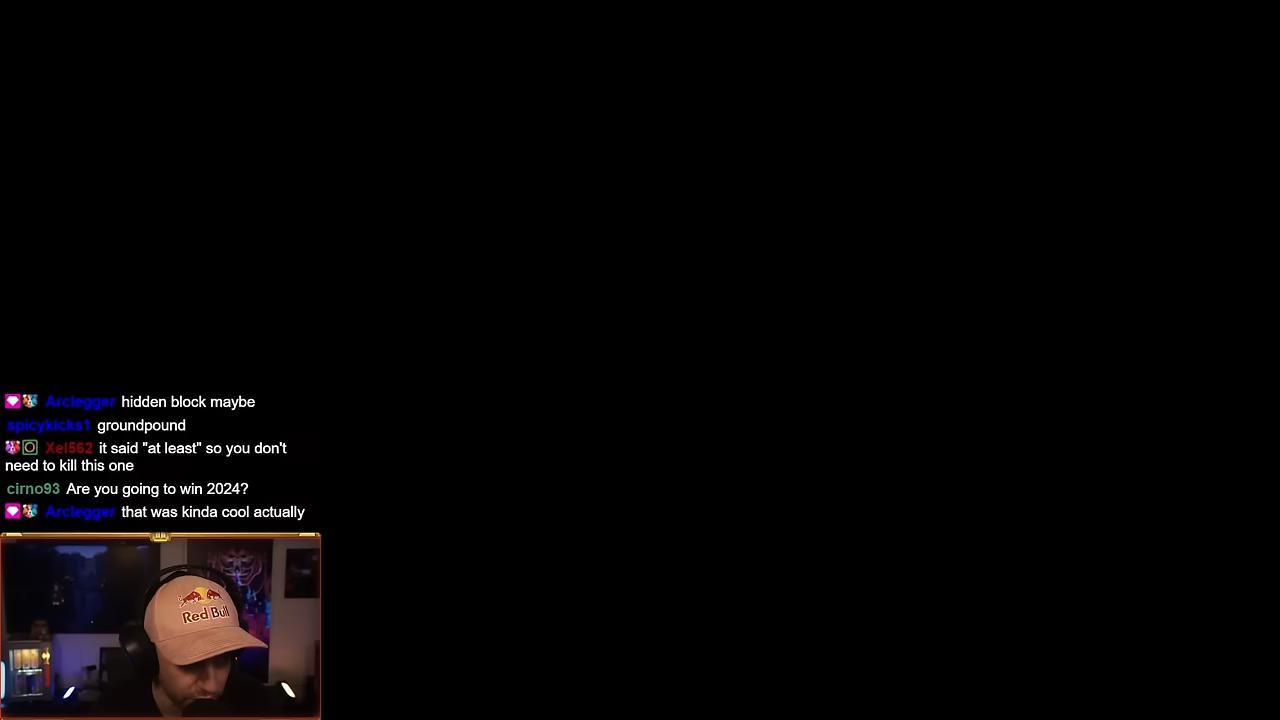 Arclegger hidden block maybe
spicykicks1 groundpound
Xel562 it said "at least" so you don't
need to kill this one
cirno93 Are you going to win 2024?
Arclegger that was kinda cool actually
Red Bull